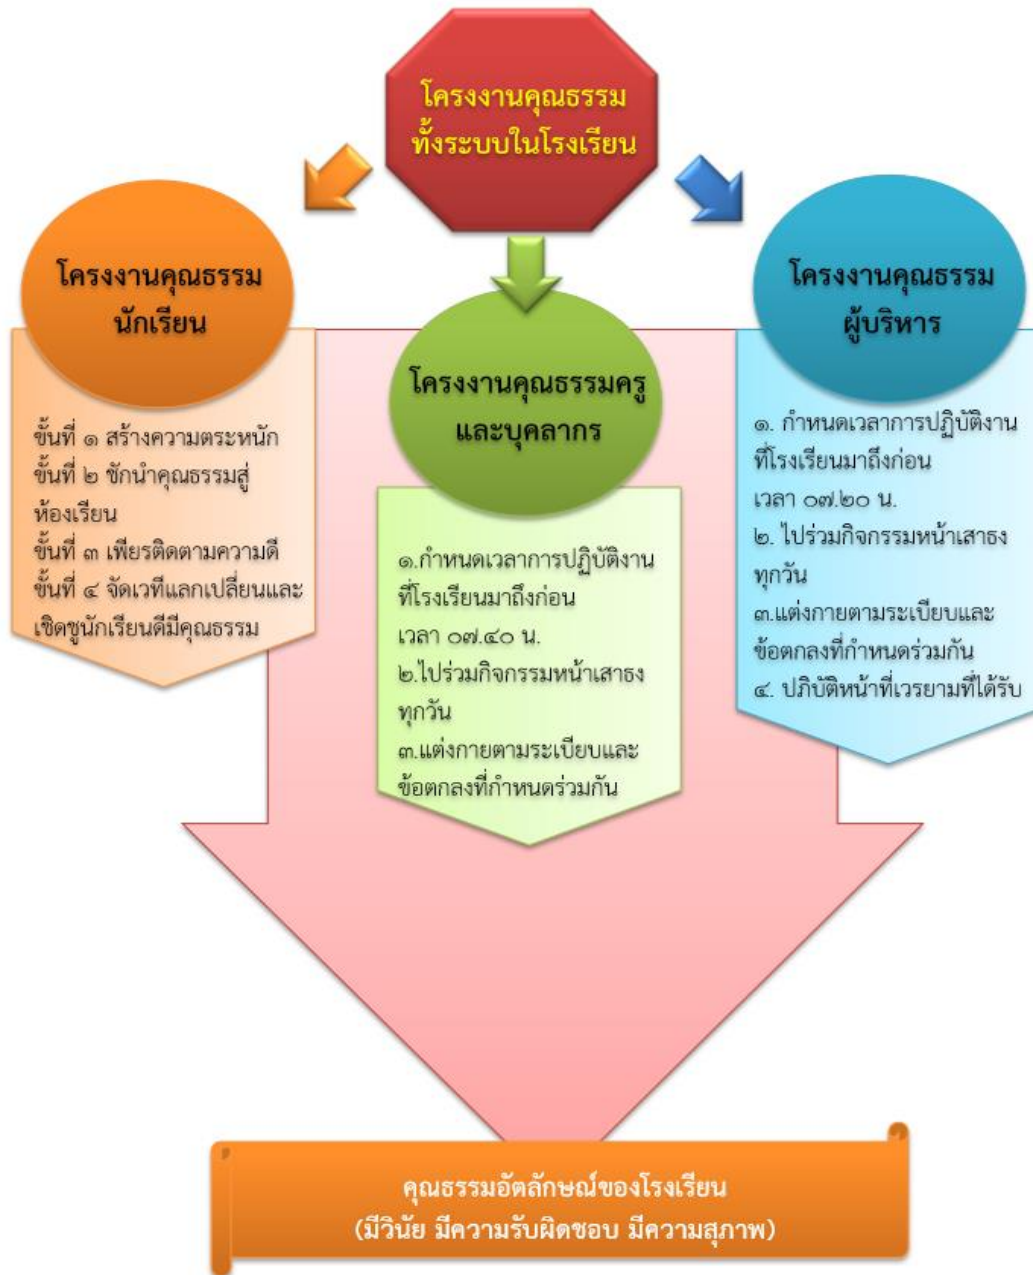 โครงงานคุณธรรม
ทั้งระบบในโรงเรียน
โครงงานคุณธรรม
นักเรียน
ขั้นที่ ๑ สร้างความตระหนัก
ขั้นที่ ๒ ชักนำคุณธรรมสู่
ห้องเรียน
ขั้นที่ ๓ เพียรติดตามความดี
ขั้นที่ ๔ จัดเวทีแลกเปลี่ยนและ
เชิดชูนักเรียนดีมีคุณธรรม
โครงงานคุณธรรมครู
และบุคลากร
๑.กำหนดเวลาการปฏิบัติงาน
ที่โรงเรียนมาถึงก่อน
เวลา ๐๗.๔๐ น.
๒.ไปร่วมกิจกรรมหน้าเสาธง
ทุกวัน
๓.แต่งกายตามระเบียบและ
ข้อตกลงที่กำหนดร่วมกัน
โครงงานคุณธรรม
ผู้บริหาร
๑. กำหนดเวลาการปฏิบัติงาน
ที่โรงเรียนมาถึงก่อน
เวลา ๐๗.๒๐ น.
๒. ไปร่วมกิจกรรมหน้าเสาธง
ทุกวัน
๓.แต่งกายตามระเบียบและ
ข้อตกลงที่กำหนดร่วมกัน
๔. ปภิบัติหน้าที่เวรยามที่ได้รับ
คุณธรรมอัตลักษณ์ของโรงเรียน
(มีวินัย มีความรับผิดชอบ มีความสุภาพ)